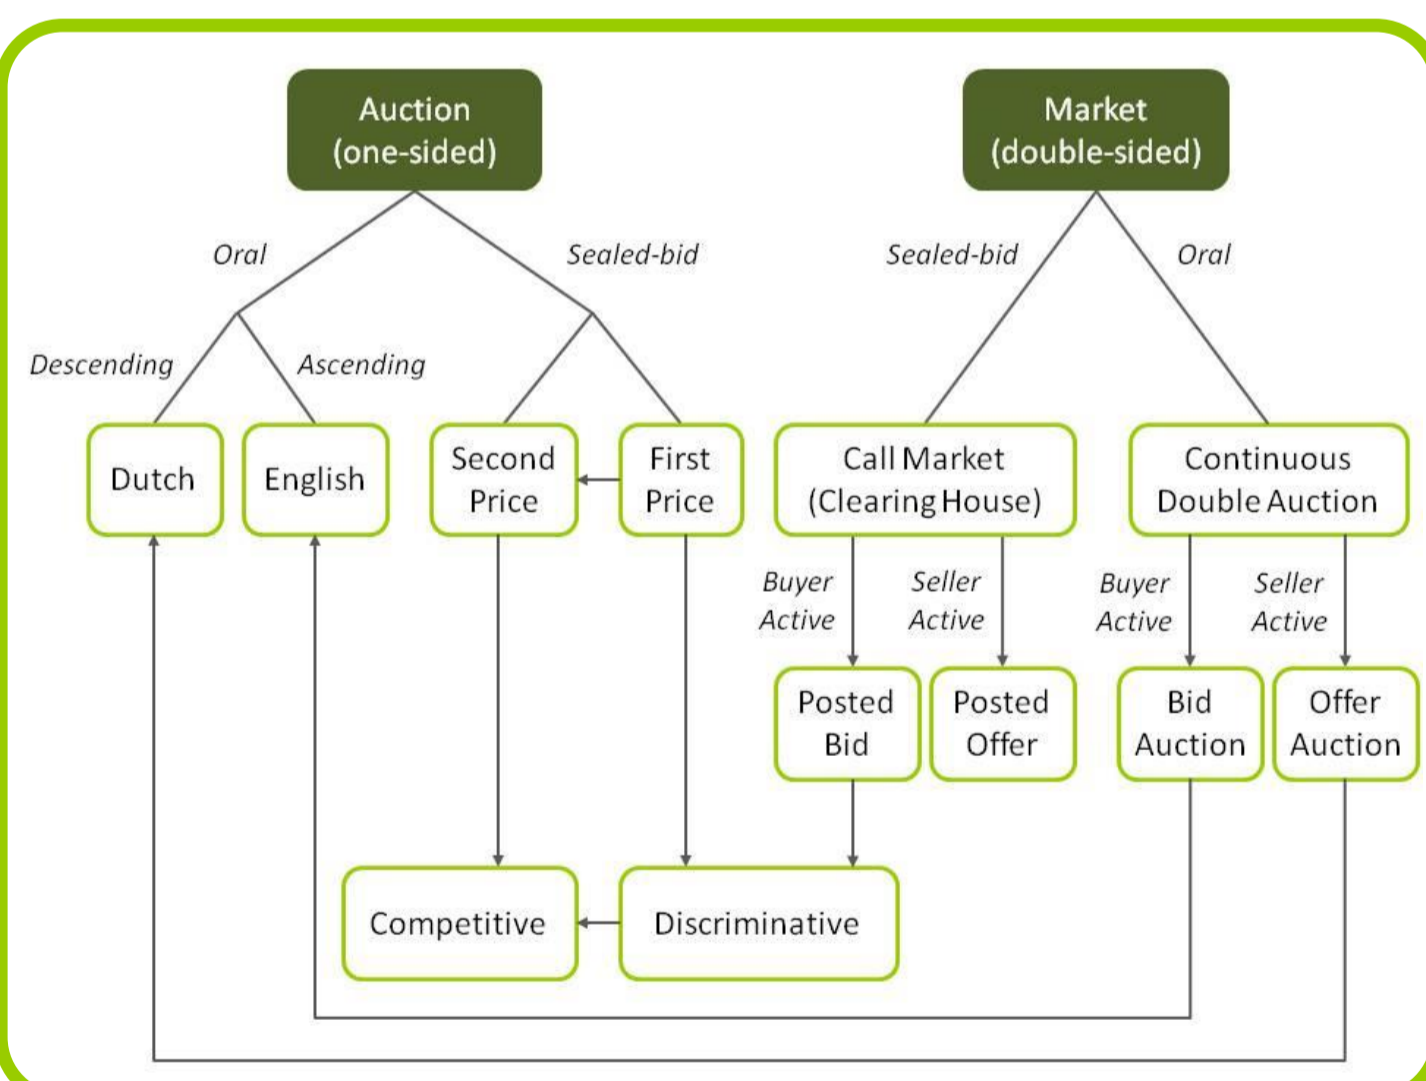 Auction
(one-sided)
Market
(double-sided)
Oral
Sealed-bid
Sealed-bid
Oral
Descending
Ascending
Dutch
English
Second
Price
First
Price
Call Market
(Clearing House)
Continuous
Double Auction
Buyer
Active
Seller
Active
Buyer
Active
Seller
Active
Posted
Bid
Posted
Offer
Bid
Auction
Offer
Auction
Competitive
Discriminative